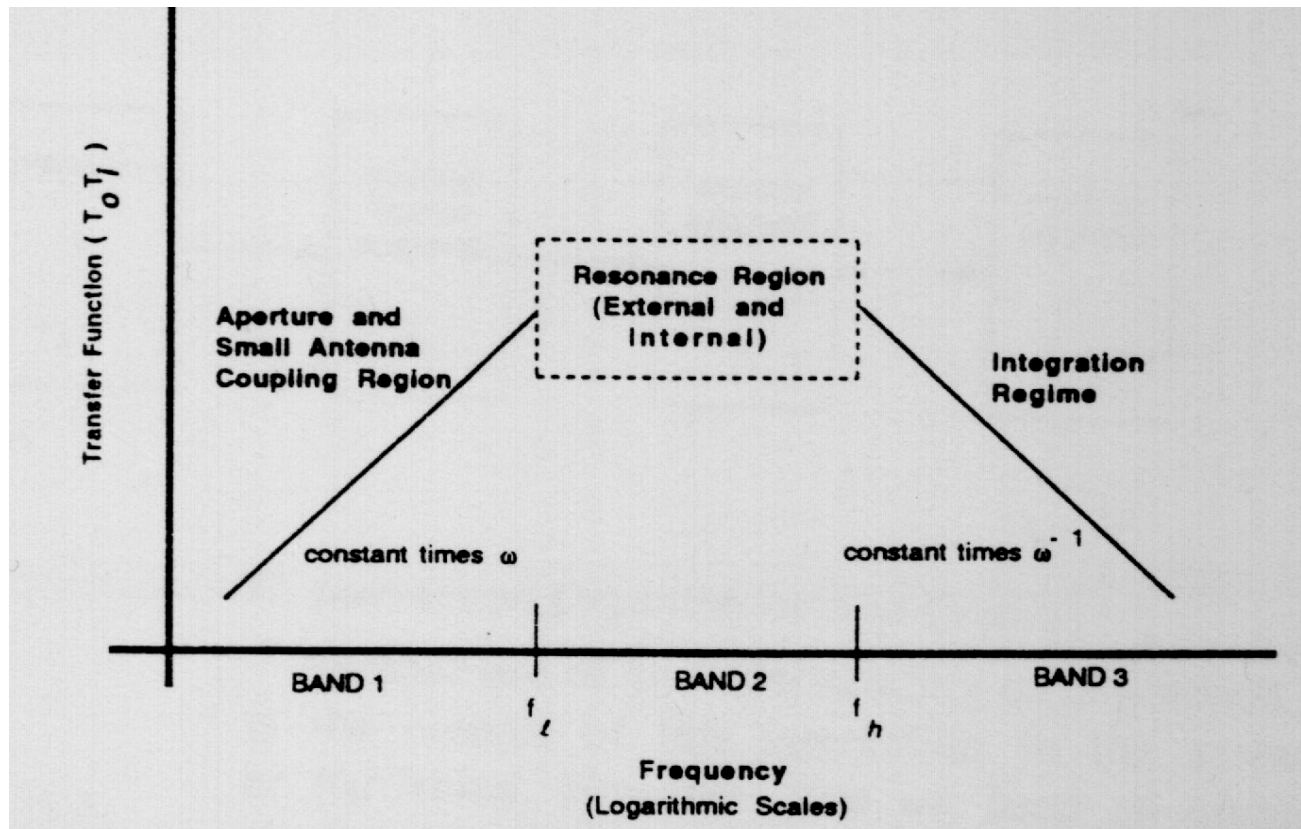 Transfer Function ( T_o T_i )
Resonance Region
(External and
Internal)
Aperture and
Small Antenna
Coupling Region
Integration
Regime
constant times ω
constant times ω^-1
BAND 1
BAND 2
BAND 3
f_ℓ
f_h
Frequency
(Logarithmic Scales)